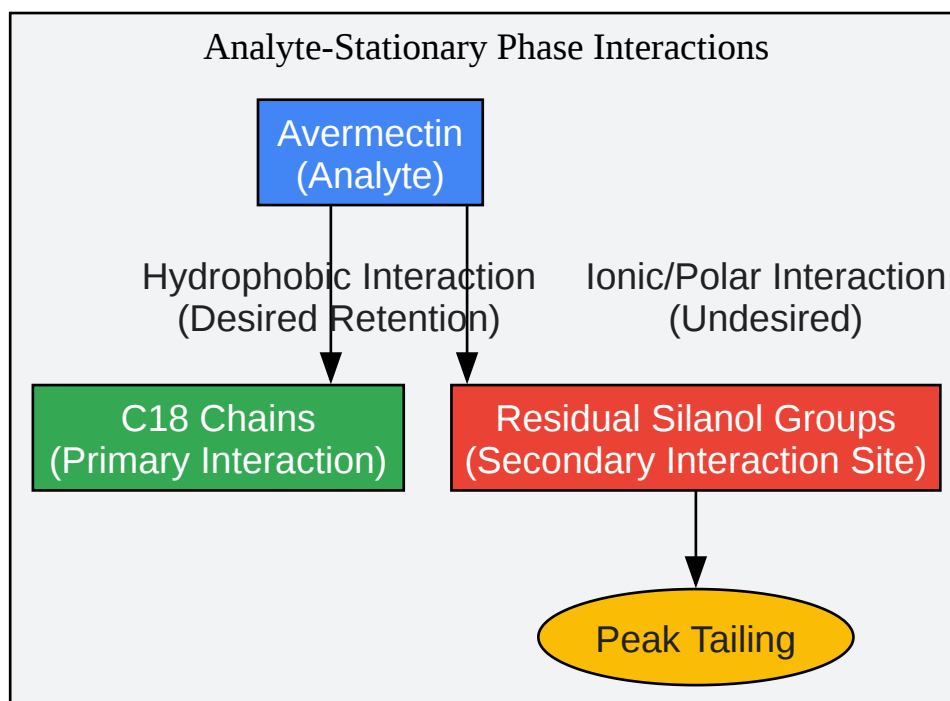 Analyte-Stationary Phase Interactions
Avermectin
(Analyte)
Hydrophobic Interaction
(Desired Retention)
Ionic/Polar Interaction
(Undesired)
C18 Chains
(Primary Interaction)
Residual Silanol Groups
(Secondary Interaction Site)
Peak Tailing